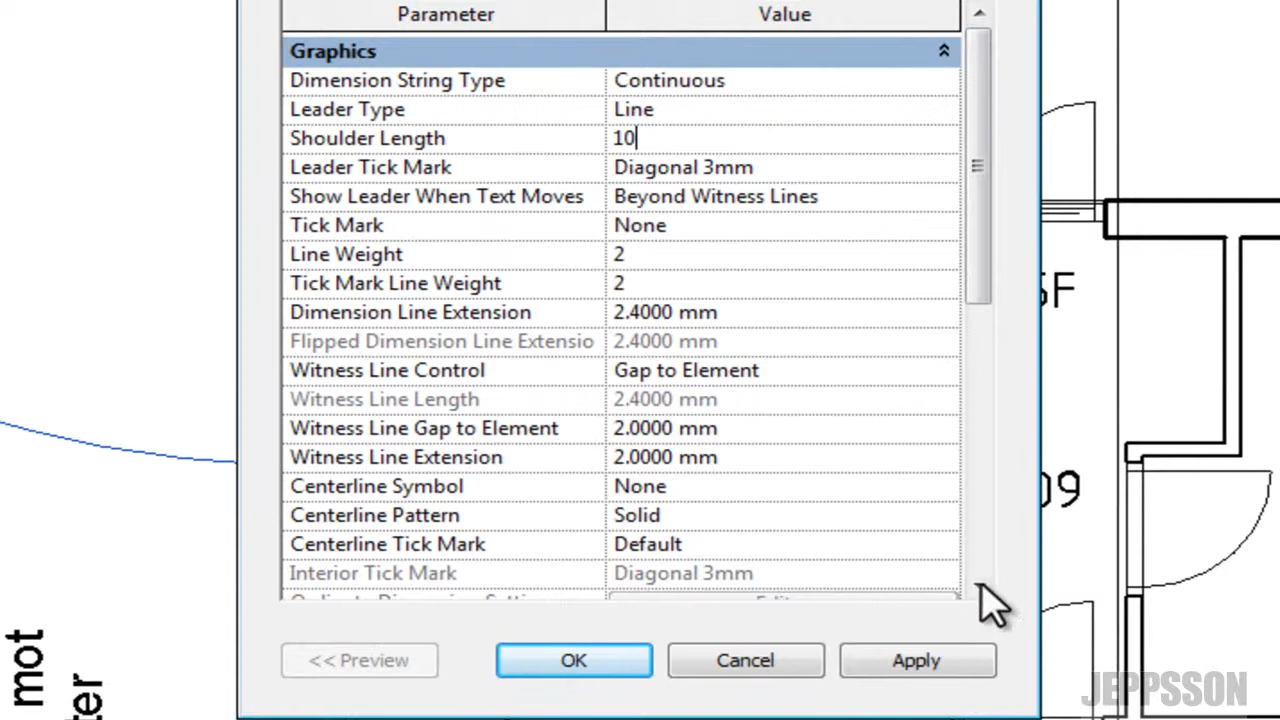 Parameter Value
Graphics
Dimension String Type Continuous
Leader Type Line
Shoulder Length 10
Leader Tick Mark Diagonal 3mm
Show Leader When Text Moves Beyond Witness Lines
Tick Mark None
Line Weight 2
Tick Mark Line Weight 2
Dimension Line Extension 2.4000 mm
Flipped Dimension Line Extensio 2.4000 mm
Witness Line Control Gap to Element
Witness Line Length 2.4000 mm
Witness Line Gap to Element 2.0000 mm
Witness Line Extension 2.0000 mm
Centerline Symbol None
Centerline Pattern Solid
Centerline Tick Mark Default
Interior Tick Mark Diagonal 3mm
<< Preview OK Cancel Apply
mot
ter
09
JEPPSSON